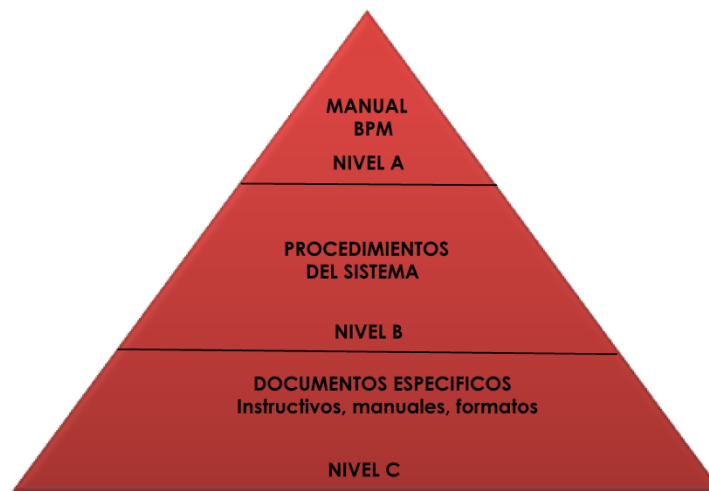 MANUAL
BPM
NIVEL A
PROCEDIMIENTOS
DEL SISTEMA
NIVEL B
DOCUMENTOS ESPECIFICOS
Instructivos, manuales, formatos
NIVEL C